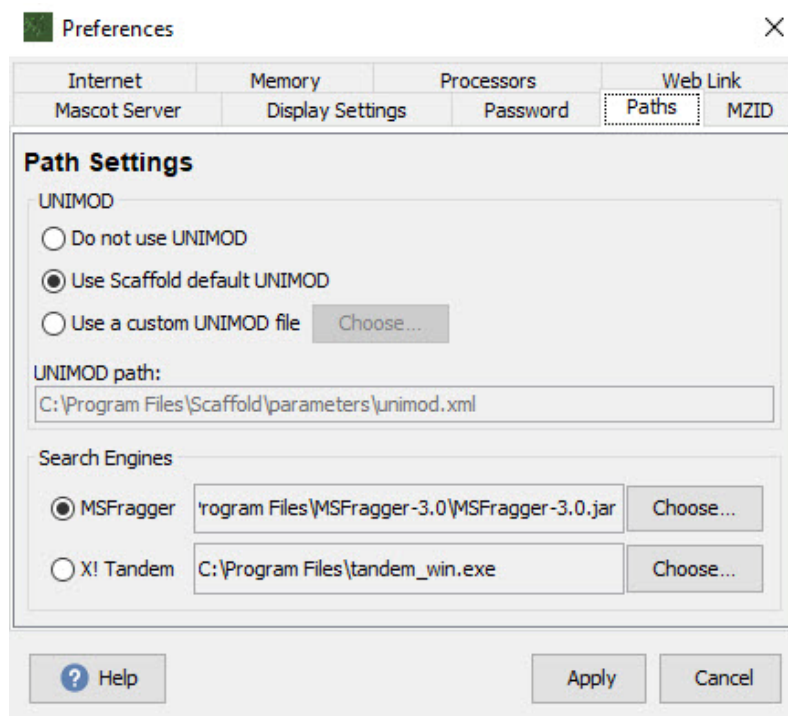 Preferences
Internet Memory Processors Web Link
Mascot Server Display Settings Password Paths MZID
Path Settings
UNIMOD
Do not use UNIMOD
Use Scaffold default UNIMOD
Use a custom UNIMOD file Choose...
UNIMOD path:
C:\Program Files\Scaffold\parameters\unimod.xml
Search Engines
MSFragger rogram Files\MSFragger-3.0\MSFragger-3.0.jar Choose...
X! Tandem C:\Program Files\tandem_win.exe Choose...
? Help Apply Cancel